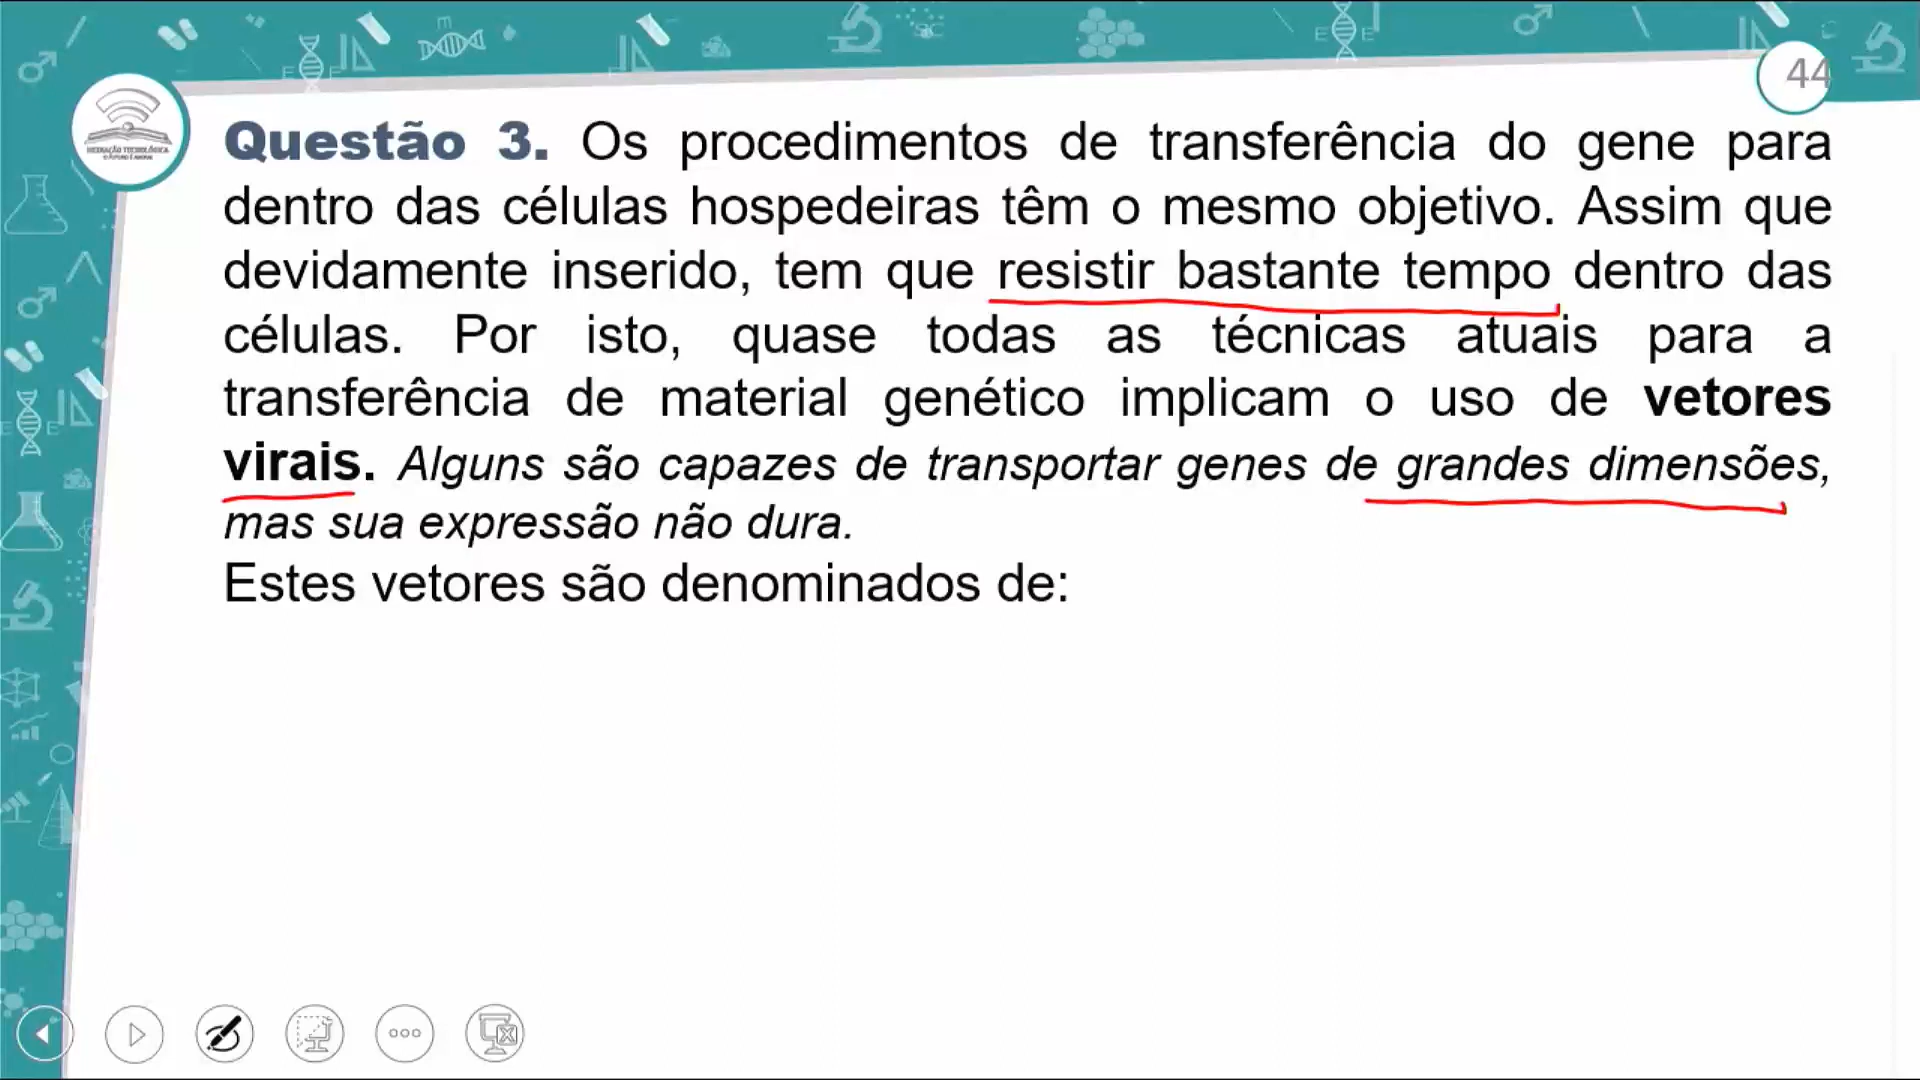 44
Questão 3. Os procedimentos de transferência do gene para
dentro das células hospedeiras têm o mesmo objetivo. Assim que
devidamente inserido, tem que resistir bastante tempo dentro das
células. Por isto, quase todas as técnicas atuais para a
transferência de material genético implicam o uso de vetores
virais. Alguns são capazes de transportar genes de grandes dimensões,
mas sua expressão não dura.
Estes vetores são denominados de: